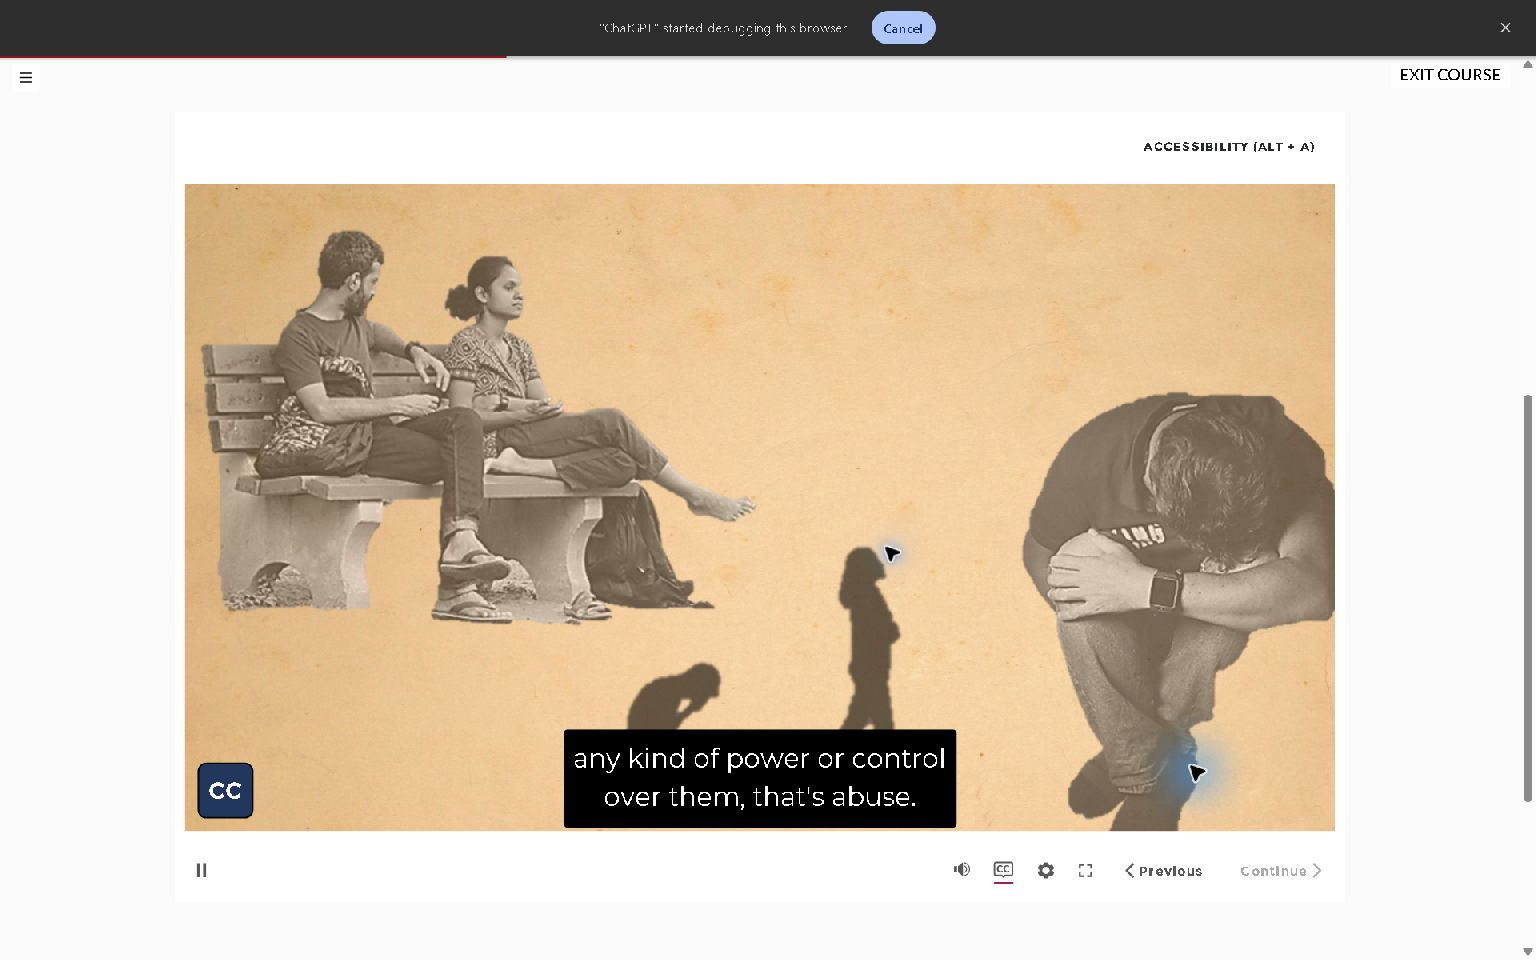 "ChatGPT" started debugging this browser
Cancel
EXIT COURSE
ACCESSIBILITY (ALT + A)
any kind of power or control
over them, that's abuse.
CC
CC
Previous
Continue